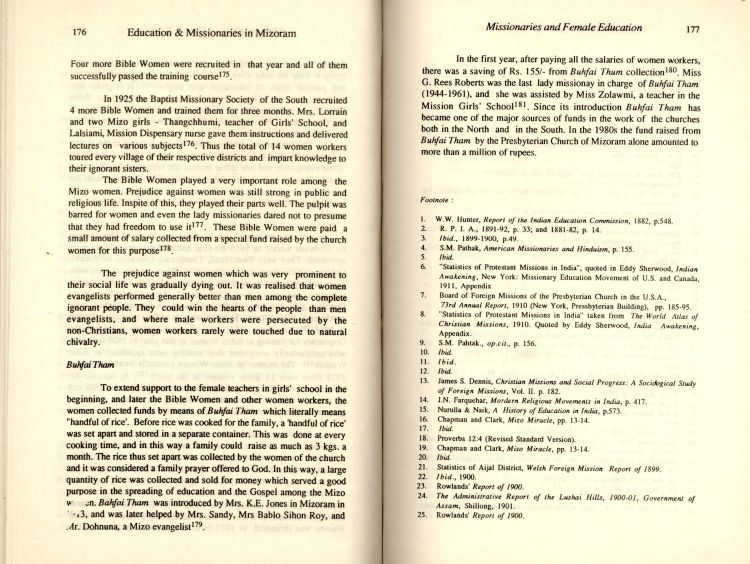 176 Education & Missionaries in Mizoram
Four more Bible Women were recruited in that year and all of them
successfully passed the training course175.
In 1925 the Baptist Missionary Society of the South recruited
4 more Bible Women and trained them for three months. Mrs. Lorrain
and two Mizo girls - Thangchhumi, teacher of Girls' School, and
Lalsiami, Mission Dispensary nurse gave them instructions and delivered
lectures on various subjects176. Thus the total of 14 women workers
toured every village of their respective districts and impart knowledge to
their ignorant sisters.
The Bible Women played a very important role among the
Mizo women. Prejudice against women was still strong in public and
religious life. Inspite of this, they played their parts well. The pulpit was
barred for women and even the lady missionaries dared not to presume
that they had freedom to use it177. These Bible Women were paid a
small amount of salary collected from a special fund raised by the church
women for this purpose178.
The prejudice against women which was very prominent to
their social life was gradually dying out. It was realised that women
evangelists performed generally better than men among the complete
ignorant people. They could win the hearts of the people than men
evangelists, and where male workers were persecuted by the
non-Christians, women workers rarely were touched due to natural
chivalry.
Buhfai Tham
To extend support to the female teachers in girls' school in the
beginning, and later the Bible Women and other women workers, the
women collected funds by means of Buhfai Tham which literally means
"handful of rice'. Before rice was cooked for the family, a 'handful of rice'
was set apart and stored in a separate container. This was done at every
cooking time, and in this way a family could raise as much as 3 kgs. a
month. The rice thus set apart was collected by the women of the church
and it was considered a family prayer offered to God. In this way, a large
quantity of rice was collected and sold for money which served a good
purpose in the spreading of education and the Gospel among the Mizo
en. Bahfai Tham was introduced by Mrs. K.E. Jones in Mizoram in
3, and was later helped by Mrs. Sandy, Mrs Bablo Sihon Roy, and
Mr. Dohnuna, a Mizo evangelist179.
Missionaries and Female Education 177
In the first year, after paying all the salaries of women workers,
there was a saving of Rs. 155/- from Buhfai Thum collection180. Miss
G. Rees Roberts was the last lady missionay in charge of Buhfai Tham
(1944-1961), and she was assisted by Miss Zolawmi, a teacher in the
Mission Girls' School181. Since its introduction Buhfai Tham has
became one of the major sources of funds in the work of the churches
both in the North and in the South. In the 1980s the fund raised from
Buhfai Tham by the Presbyterian Church of Mizoram alone amounted to
more than a million of rupees.
Footnote :
1. W.W. Hunter, Report of the Indian Education Commission, 1882, p.548.
2. R. P. I. A., 1891-92, p. 33; and 1881-82, p. 14.
3. Ibid., 1899-1900, p.49.
4. S.M. Pathak, American Missionaries and Hinduism, p. 155.
5. Ibid.
6. "Statistics of Protestant Missions in India", quoted in Eddy Sherwood, Indian
Awakening, New York: Missionary Education Movement of U.S. and Canada,
1911, Appendix
7. Board of Foreign Missions of the Presbyterian Church in the U.S.A.,
73rd Annual Report, 1910 (New York, Presbyterian Building), pp. 185-95.
8. "Statistics of Protestant Missions in India" taken from The World Atlas of
Christian Missions, 1910. Quoted by Eddy Sherwood, India Awakening,
Appendix.
9. S.M. Pahtak., op.cit., p. 156.
10. Ibid.
11. Ibid.
12. Ibid.
13. James S. Dennis, Christian Missions and Social Progress: A Sociological Study
of Foreign Missions, Vol. II. p. 182.
14. J.N. Farquehar, Mordern Religious Movements in India, p. 417.
15. Nurulla & Naik, A History of Education in India, p.573.
16. Chapman and Clark, Mizo Miracle, pp. 13-14.
17. Ibid.
18. Proverbs 12:4 (Revised Standard Version).
19. Chapman and Clark, Mizo Miracle, pp. 13-14.
20. Ibid.
21. Statistics of Aijal District, Welsh Foreign Mission Report of 1899.
22. Ibid., 1900.
23. Rowlands' Report of 1900.
24. The Administrative Report of the Lushai Hills, 1900-01, Government of
Assam, Shillong, 1901.
25. Rowlands' Report of 1900.